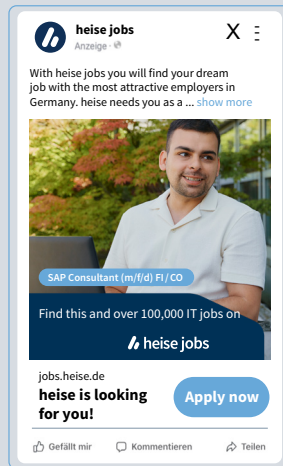 heise jobs
X
Anzeige ·
With heise jobs you will find your dream
job with the most attractive employers in
Germany. heise needs you as a ... show more
SAP Consultant (m/f/d) FI / CO
Find this and over 100,000 IT jobs on
heise jobs
jobs.heise.de
heise is looking
for you!
Apply now
Gefällt mir
Kommentieren
Teilen